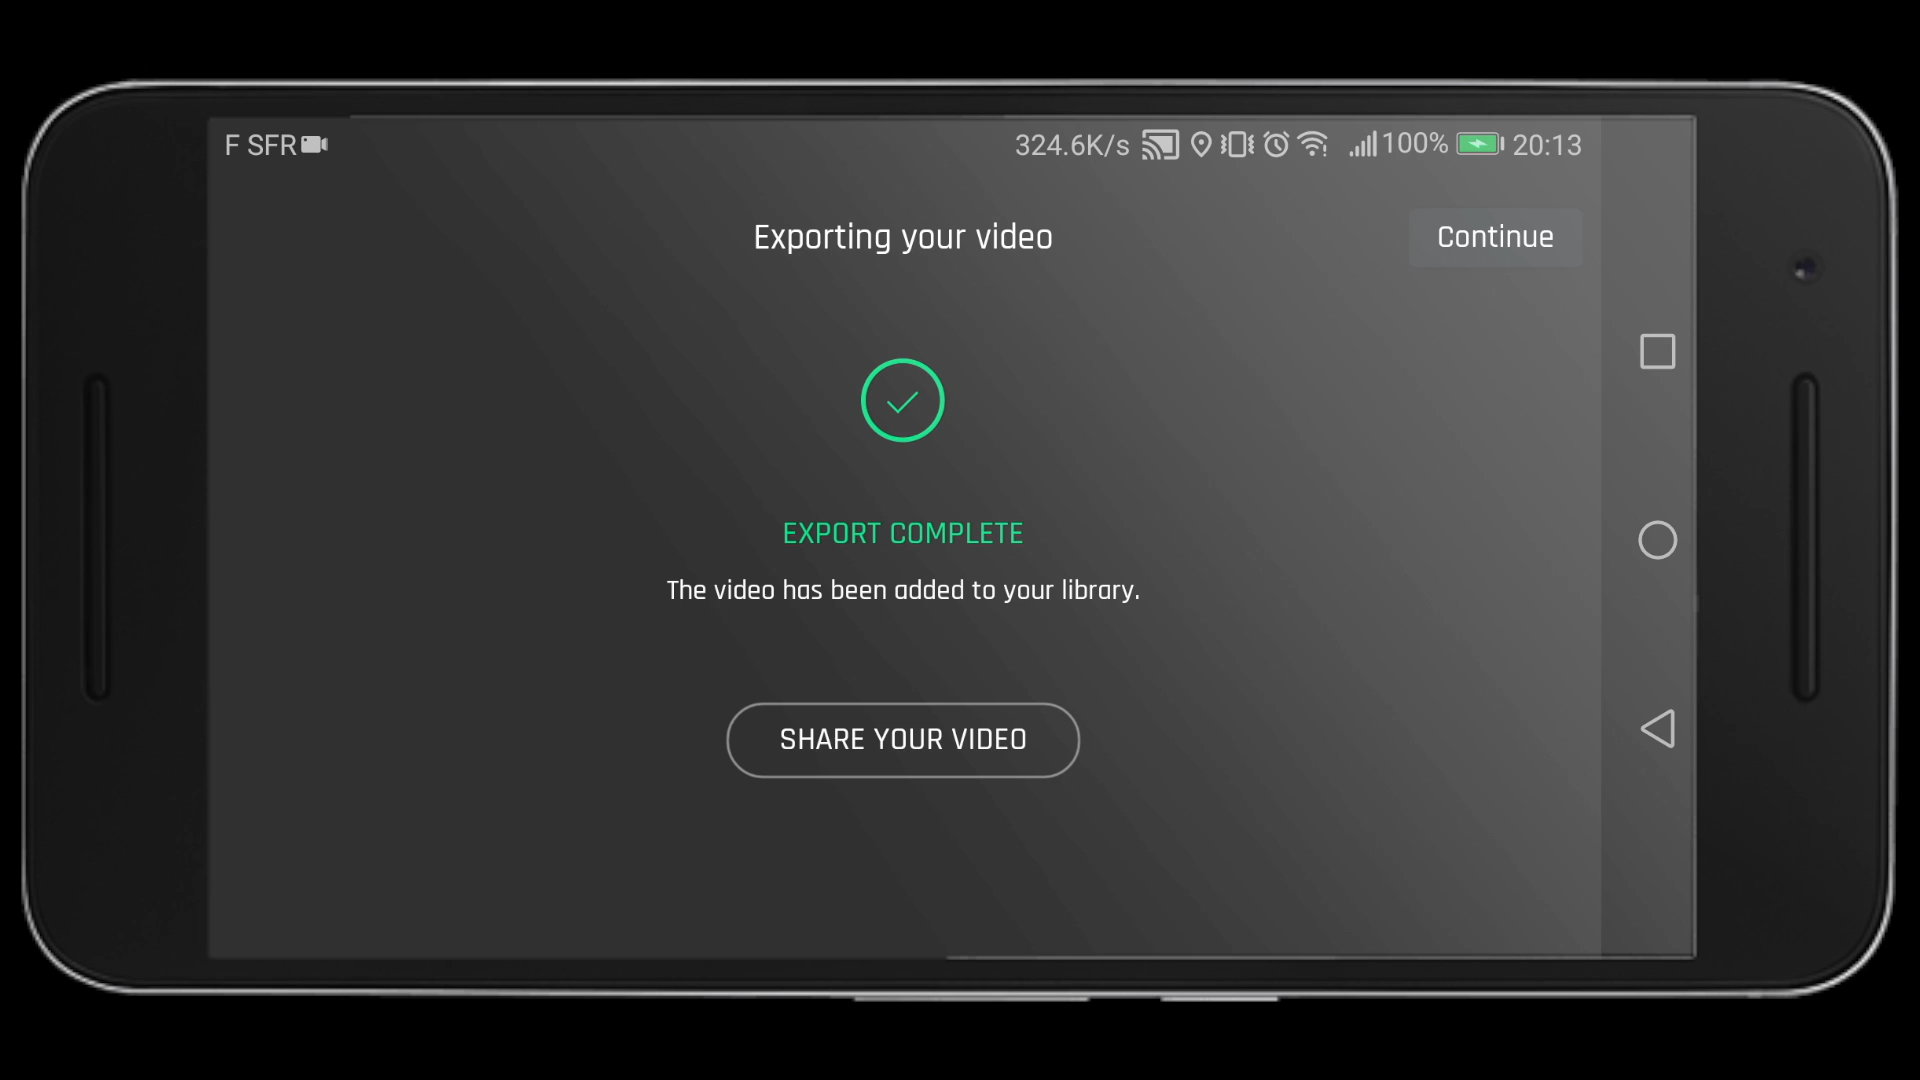 F SFR 324.6K/s 100% 20:13
Exporting your video
Continue
EXPORT COMPLETE
The video has been added to your library.
SHARE YOUR VIDEO